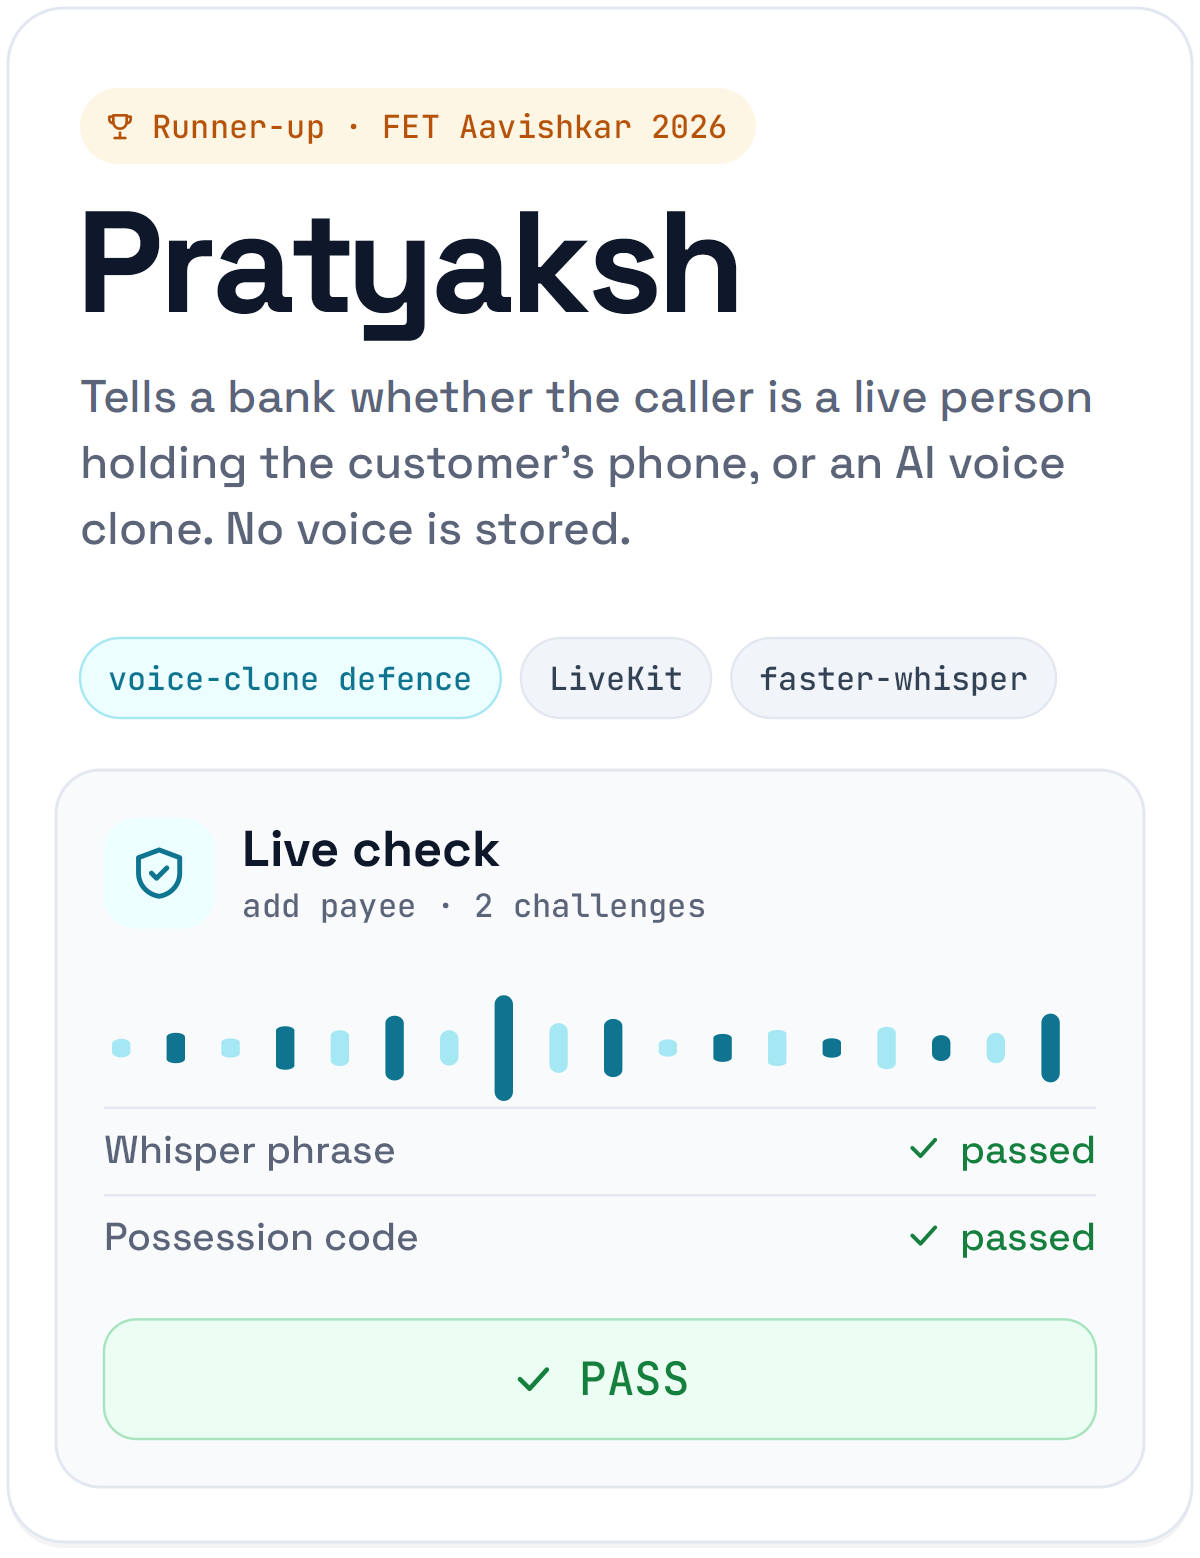 Runner-up · FET Aavishkar 2026
Pratyaksh
Tells a bank whether the caller is a live person
holding the customer’s phone, or an AI voice
clone. No voice is stored.
voice-clone defence LiveKit faster-whisper
Live check
add payee · 2 challenges
Whisper phrase ✓ passed
Possession code ✓ passed
✓ PASS